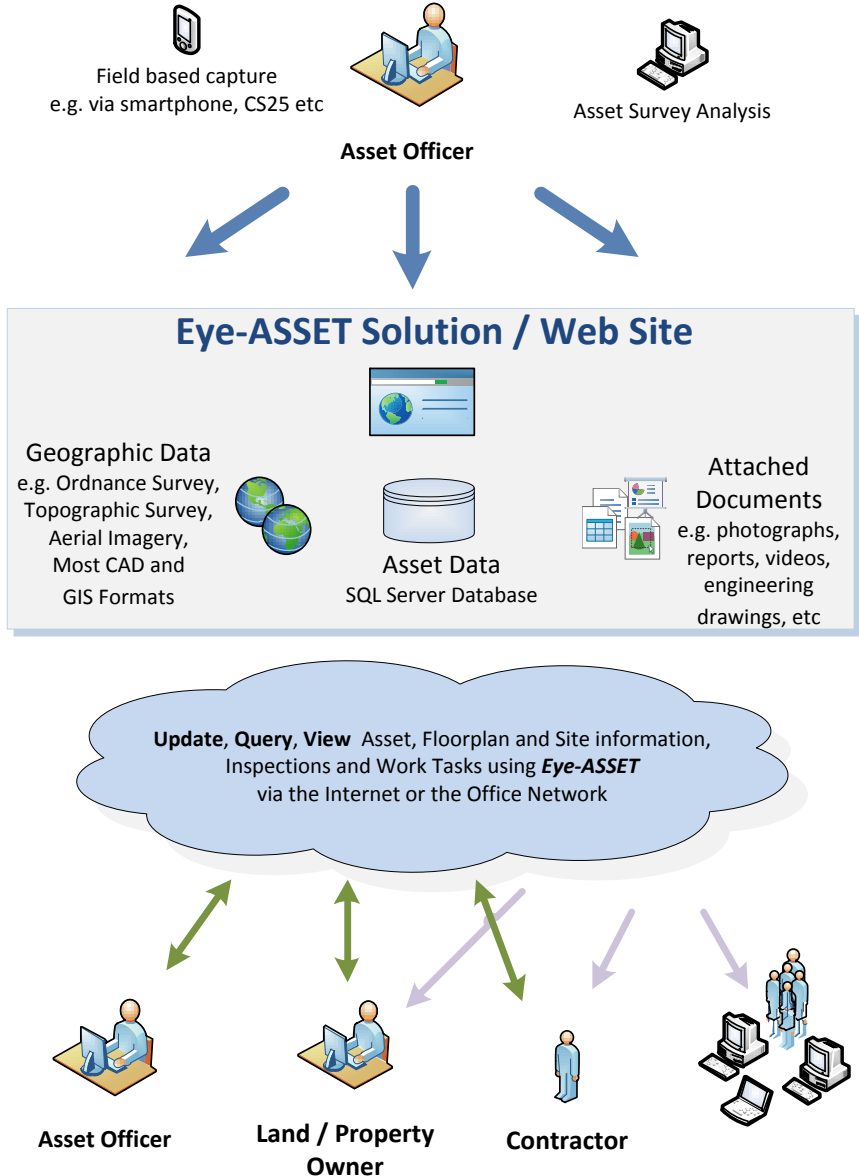 Field based capture
e.g. via smartphone, CS25 etc
Asset Officer
Asset Survey Analysis
Eye-ASSET Solution / Web Site
Geographic Data
e.g. Ordnance Survey,
Topographic Survey,
Aerial Imagery,
Most CAD and
GIS Formats
Asset Data
SQL Server Database
Attached
Documents
e.g. photographs,
reports, videos,
engineering
drawings, etc
Update, Query, View Asset, Floorplan and Site information,
Inspections and Work Tasks using Eye-ASSET
via the Internet or the Office Network
Asset Officer
Land / Property
Owner
Contractor